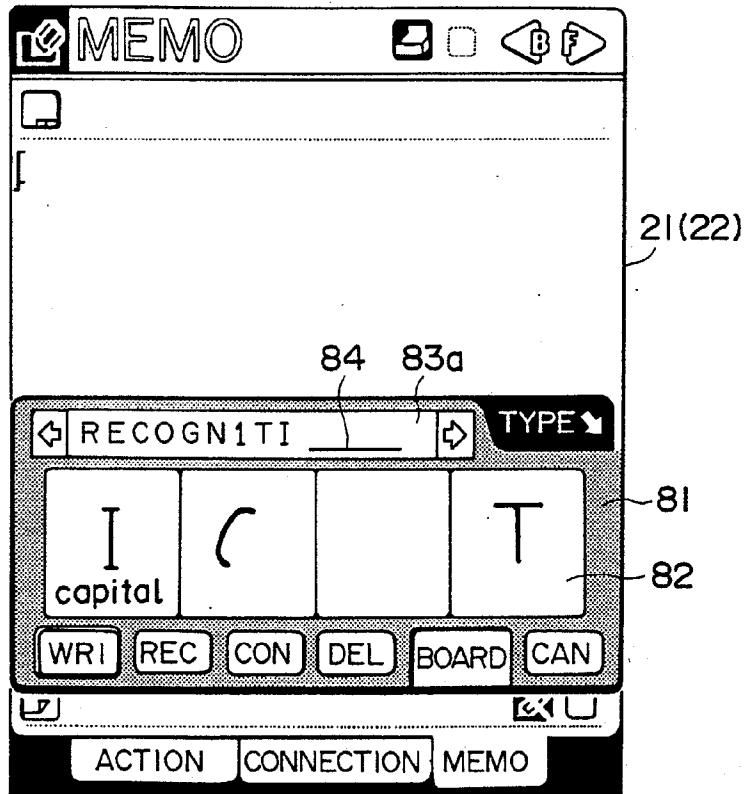 MEMO B F
21(22)
84 83a
RECOGN1TI TYPE
81
I ( T
capital
82
WRI REC CON DEL BOARD CAN
ACTION CONNECTION MEMO